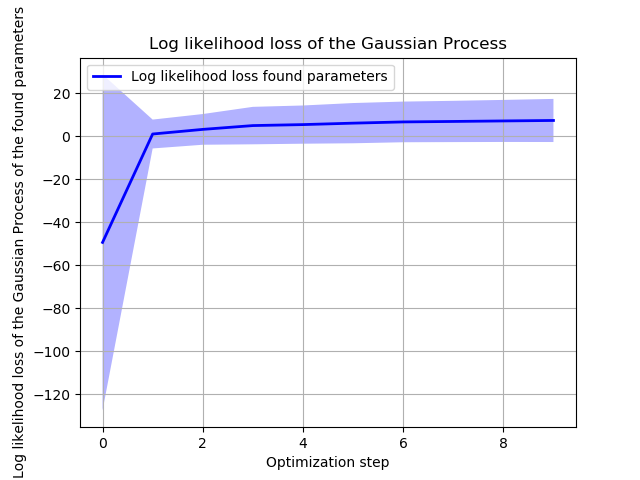 Log likelihood loss of the Gaussian Process
Log likelihood loss found parameters
Log likelihood loss of the Gaussian Process of the found parameters
20
0
−20
−40
−60
−80
−100
−120
0 2 4 6 8
Optimization step